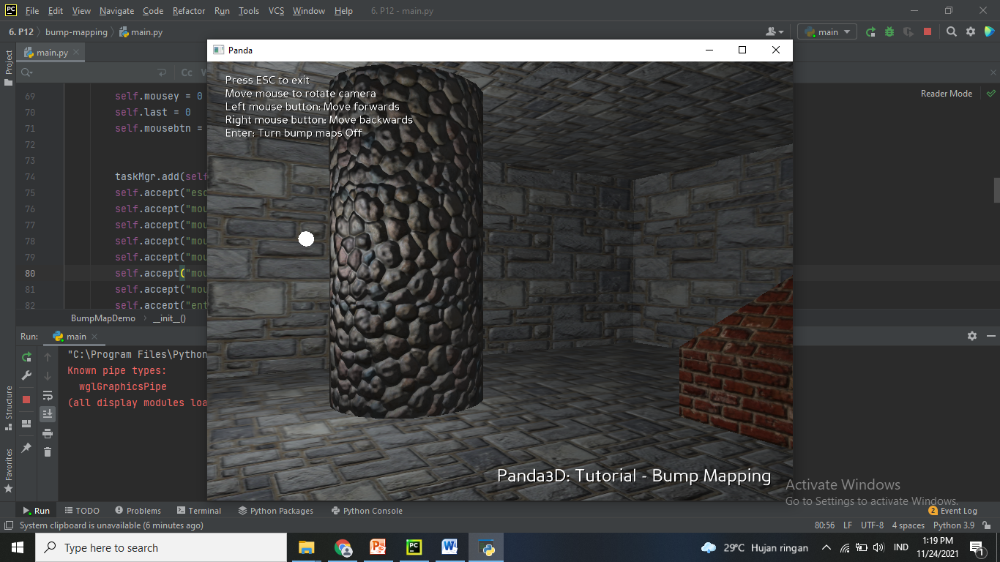 PC File Edit View Navigate Code Refactor Run Tools VCS Window Help 6. P12 - main.py
6. P12 bump-mapping main.py main
main.py
Project
Cc W
Reader Mode
69 self.mousey = 0
70 self.last = 0
71 self.mousebtn =
72
73
74 taskMgr.add(self
75 self.accept("esc
76 self.accept("mou
77 self.accept("mou
78 self.accept("mou
79 self.accept("mou
80 self.accept("mou
81 self.accept("mou
82 self.accept("ent
BumpMapDemo __init__()
Panda
Press ESC to exit
Move mouse to rotate camera
Left mouse button: Move forwards
Right mouse button: Move backwards
Enter: Turn bump maps Off
Panda3D: Tutorial - Bump Mapping
Run: main
"C:\Program Files\Python
Known pipe types:
wglGraphicsPipe
(all display modules loa
Structure
Favorites
Activate Windows
Go to Settings to activate Windows.
Run TODO Problems Terminal Python Packages Python Console 2 Event Log
System clipboard is unavailable (6 minutes ago) 80:56 LF UTF-8 4 spaces Python 3.9
Type here to search PC 29°C Hujan ringan IND 1:19 PM
11/24/2021 1